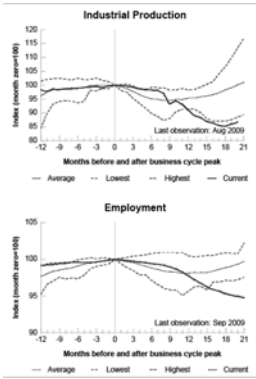 Industrial Production
Index (month zero=100)
120
115
110
105
100
95
90
85
80
Last observation: Aug 2009
-12 -9 -6 -3 0 3 6 9 12 15 18 21
Months before and after business cycle peak
Average Lowest Highest Current
Employment
Index (month zero=100)
105
100
95
90
Last observation: Sep 2009
-12 -9 -6 -3 0 3 6 9 12 15 18 21
Months before and after business cycle peak
Average Lowest Highest Current